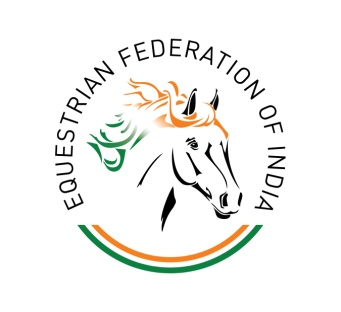 EQUESTRIAN FEDERATION OF INDIA